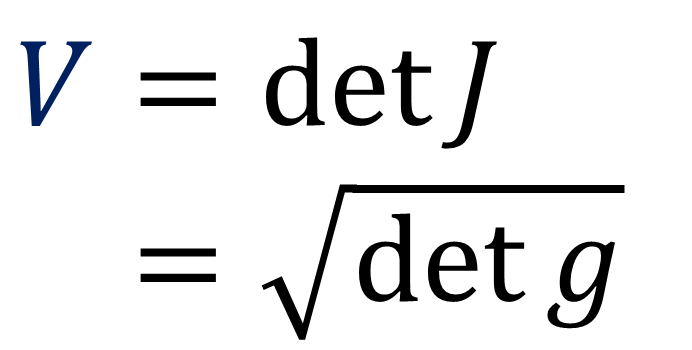 V = det J
= √det g